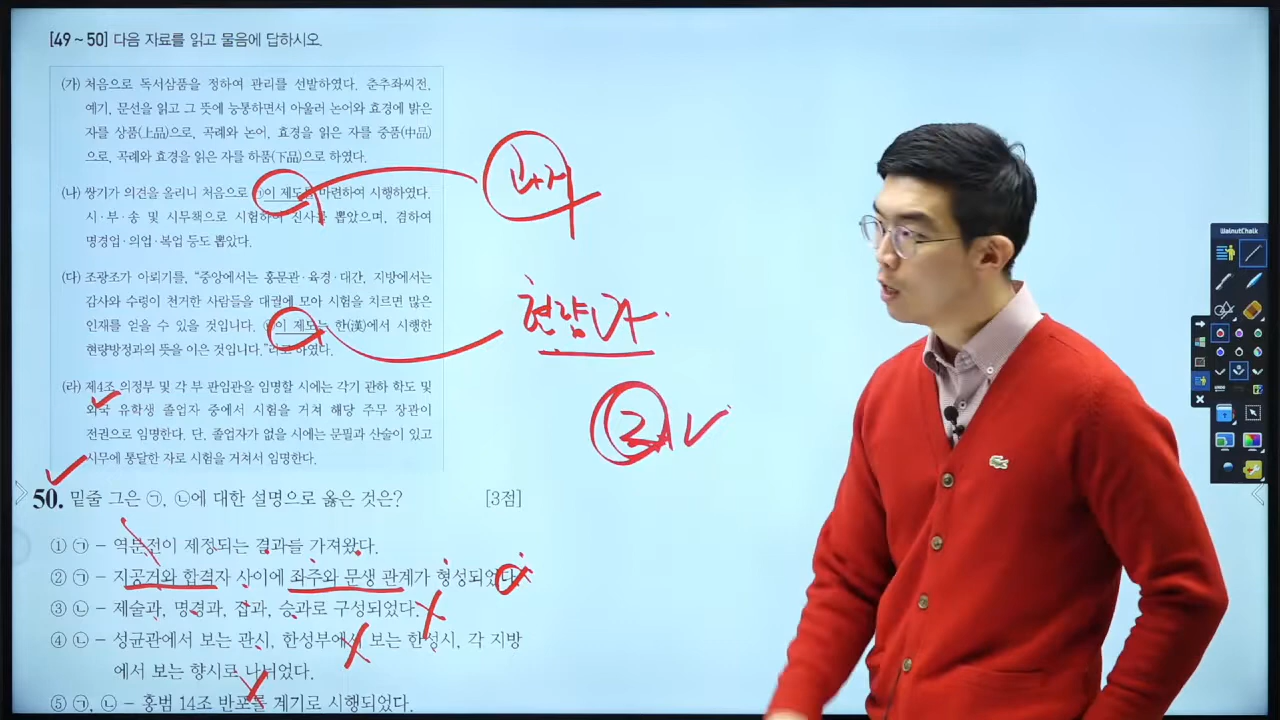 [49 ~ 50] 다음 자료를 읽고 물음에 답하시오.
(가) 처음으로 독서삼품을 정하여 관리를 선발하였다. 춘추좌씨전,
예기, 문선을 읽고 그 뜻에 능통하면서 아울러 논어와 효경에 밝은
자를 상품(上品)으로, 곡례와 논어, 효경을 읽은 자를 중품(中品)
으로, 곡례와 효경을 읽은 자를 하품(下品)으로 하였다.
과거
(나) 쌍기가 의견을 올리니 처음으로 ㉠이 제도를 마련하여 시행하였다.
시·부·송 및 시무책으로 시험하여 진사를 뽑았으며, 겸하여
명경업·의업·복업 등도 뽑았다.
(다) 조광조가 아뢰기를, “중앙에서는 홍문관·육경·대간, 지방에서는
감사와 수령이 천거한 사람들을 대궐에 모아 시험을 치르면 많은
인재를 얻을 수 있을 것입니다. ㉡이 제도는 한(漢)에서 시행한
현량방정과의 뜻을 이은 것입니다.”라고 하였다.
현량과.
(라) 제4조 의정부 및 각 부 판임관을 임명할 시에는 각기 관하 학도 및
외국 유학생 졸업자 중에서 시험을 거쳐 해당 주무 장관이
전권으로 임명한다. 단, 졸업자가 없을 시에는 문필과 산술이 있고
시무에 통달한 자로 시험을 거쳐서 임명한다.
2
50. 밑줄 그은 ㉠, ㉡에 대한 설명으로 옳은 것은? [3점]
① ㉠ – 역분전이 제정되는 결과를 가져왔다.
② ㉠ – 지공거와 합격자 사이에 좌주와 문생 관계가 형성되었다.
③ ㉡ – 제술과, 명경과, 잡과, 승과로 구성되었다.
④ ㉡ – 성균관에서 보는 관시, 한성부에서 보는 한성시, 각 지방
에서 보는 향시로 나뉘었다.
⑤ ㉠, ㉡ – 홍범 14조 반포를 계기로 시행되었다.
WalnutChalk